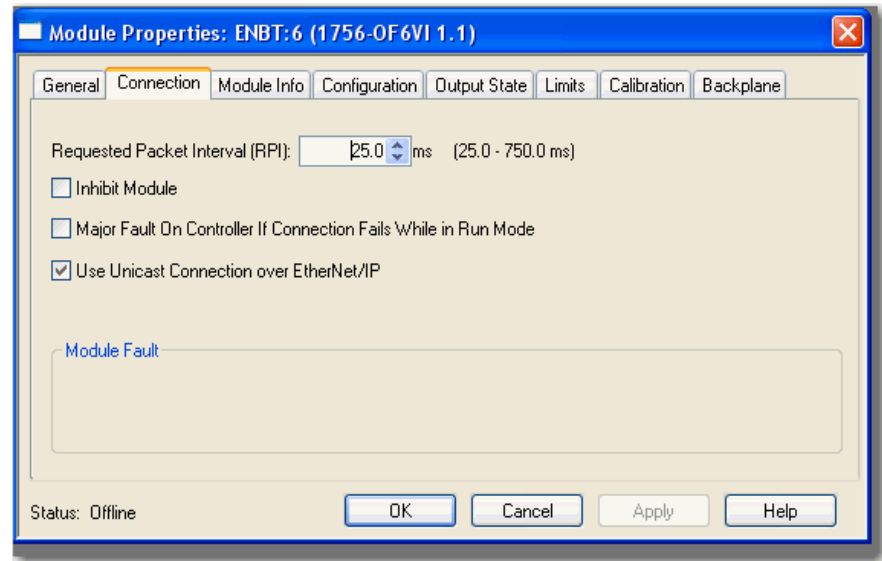 Module Properties: ENBT:6 (1756-OF6VI 1.1)
General Connection Module Info Configuration Output State Limits Calibration Backplane
Requested Packet Interval (RPI): 25.0 ms (25.0 - 750.0 ms)
Inhibit Module
Major Fault On Controller If Connection Fails While in Run Mode
Use Unicast Connection over EtherNet/IP
Module Fault
Status: Offline OK Cancel Apply Help